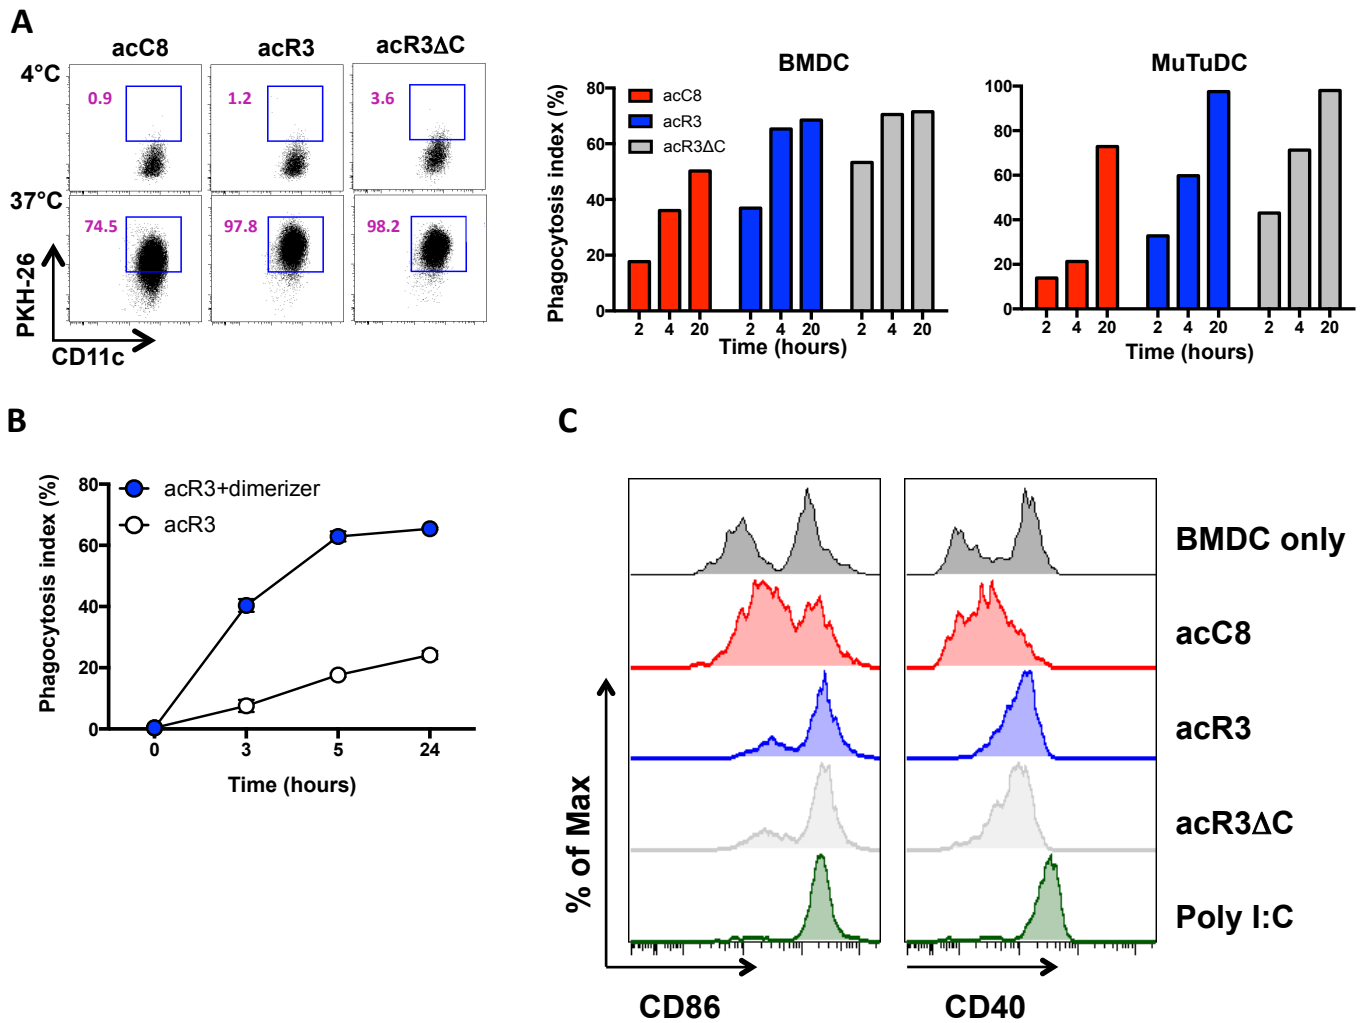 A
acC8 acR3 acR3ΔC
4°C
0.9 1.2 3.6
37°C
74.5 97.8 98.2
PKH-26
CD11c
BMDC
Phagocytosis index (%)
80
60
40
20
0
acC8
acR3
acR3ΔC
2 4 20 2 4 20 2 4 20
Time (hours)
MuTuDC
100
80
60
40
20
0
2 4 20 2 4 20 2 4 20
Time (hours)
B
Phagocytosis index (%)
80
60
40
20
0
acR3+dimerizer
acR3
0 3 5 24
Time (hours)
C
BMDC only
acC8
acR3
acR3ΔC
Poly I:C
% of Max
CD86 CD40